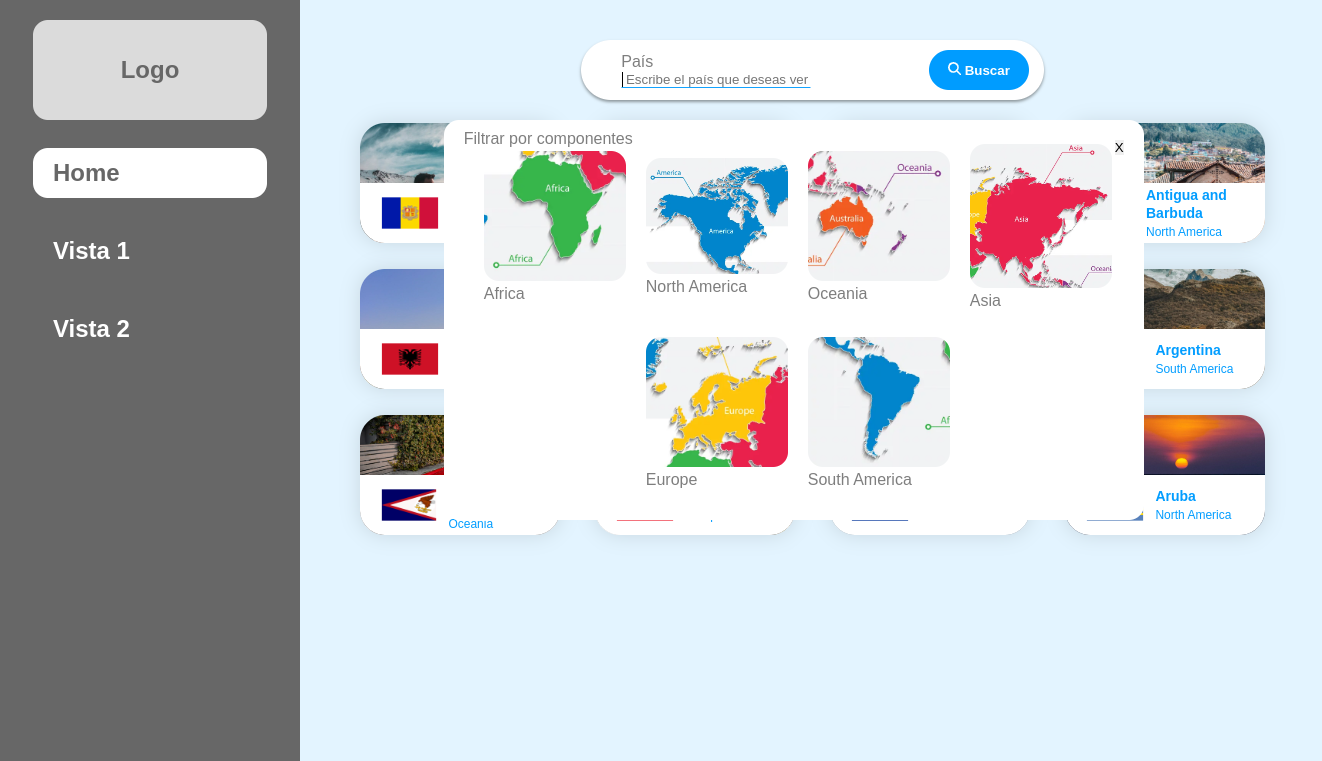 Logo
Home
Vista 1
Vista 2
País
Escribe el país que deseas ver
Buscar
Filtrar por componentes
X
Africa
Africa
Africa
America
America
North America
Oceania
Australia
alia
Oceania
Asia
Asia
Oceani
Asia
Europe
Europe
Af
South America
Antigua and
Barbuda
North America
Argentina
South America
Oceania
Aruba
North America